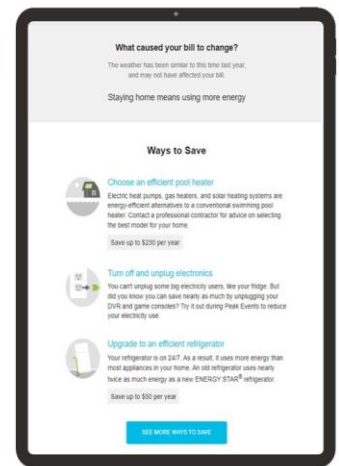 What caused your bill to change?
The weather has been similar to this time last year,
and may not have affected your bill.
Staying home means using more energy
Ways to Save
Choose an efficient pool heater
Electric heat pumps, gas heaters, and solar heating systems are
energy-efficient alternatives to a conventional swimming pool
heater. Contact a professional contractor for advice on selecting
the best model for your home.
Save up to $230 per year
Turn off and unplug electronics
You can't unplug some big electricity users, like your fridge. But
did you know you can save nearly as much by unplugging your
DVR and game consoles? Try it out during Peak Events to reduce
your electricity use.
Upgrade to an efficient refrigerator
Your refrigerator is on 24/7. As a result, it uses more energy than
most appliances in your home. An old refrigerator uses nearly
twice as much energy as a new ENERGY STAR® refrigerator.
Save up to $50 per year
SEE MORE WAYS TO SAVE